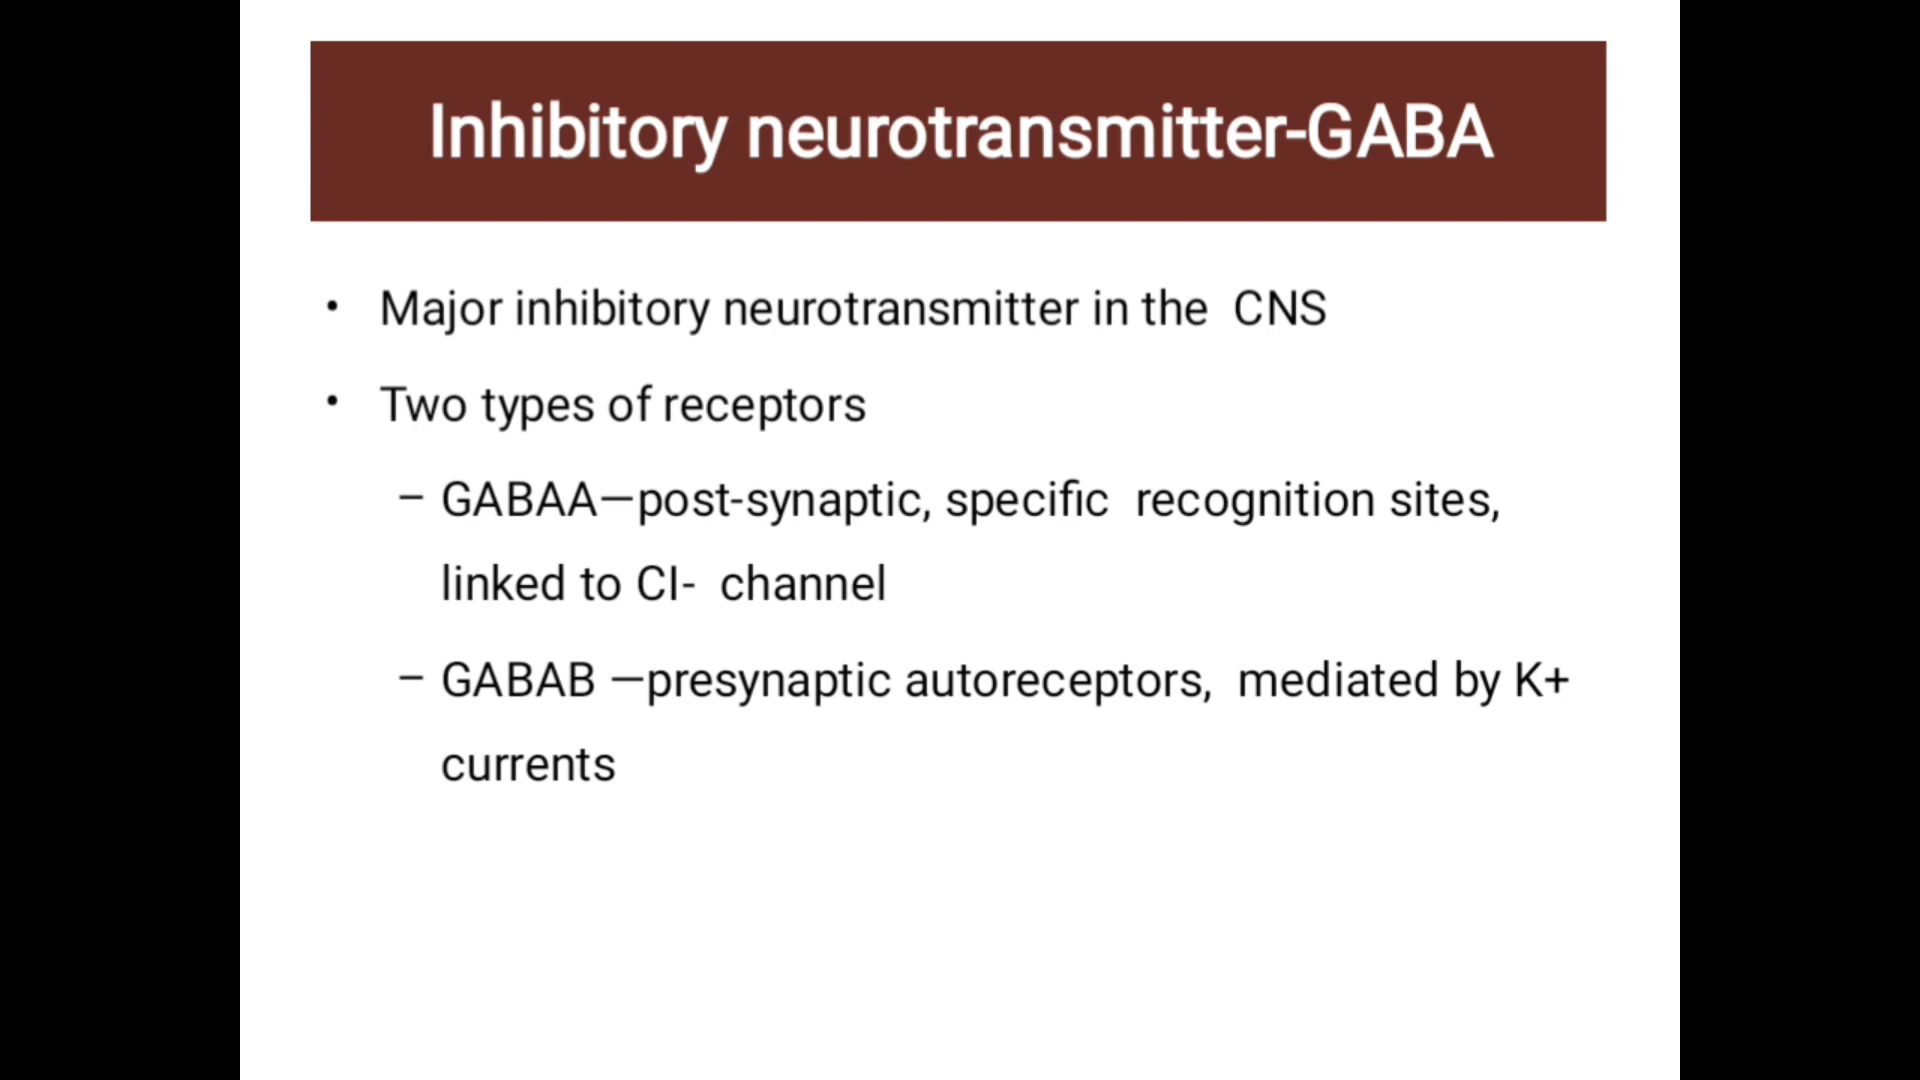 Inhibitory neurotransmitter-GABA
• Major inhibitory neurotransmitter in the CNS
• Two types of receptors
– GABAA—post-synaptic, specific recognition sites,
linked to CI- channel
– GABAB —presynaptic autoreceptors, mediated by K+
currents